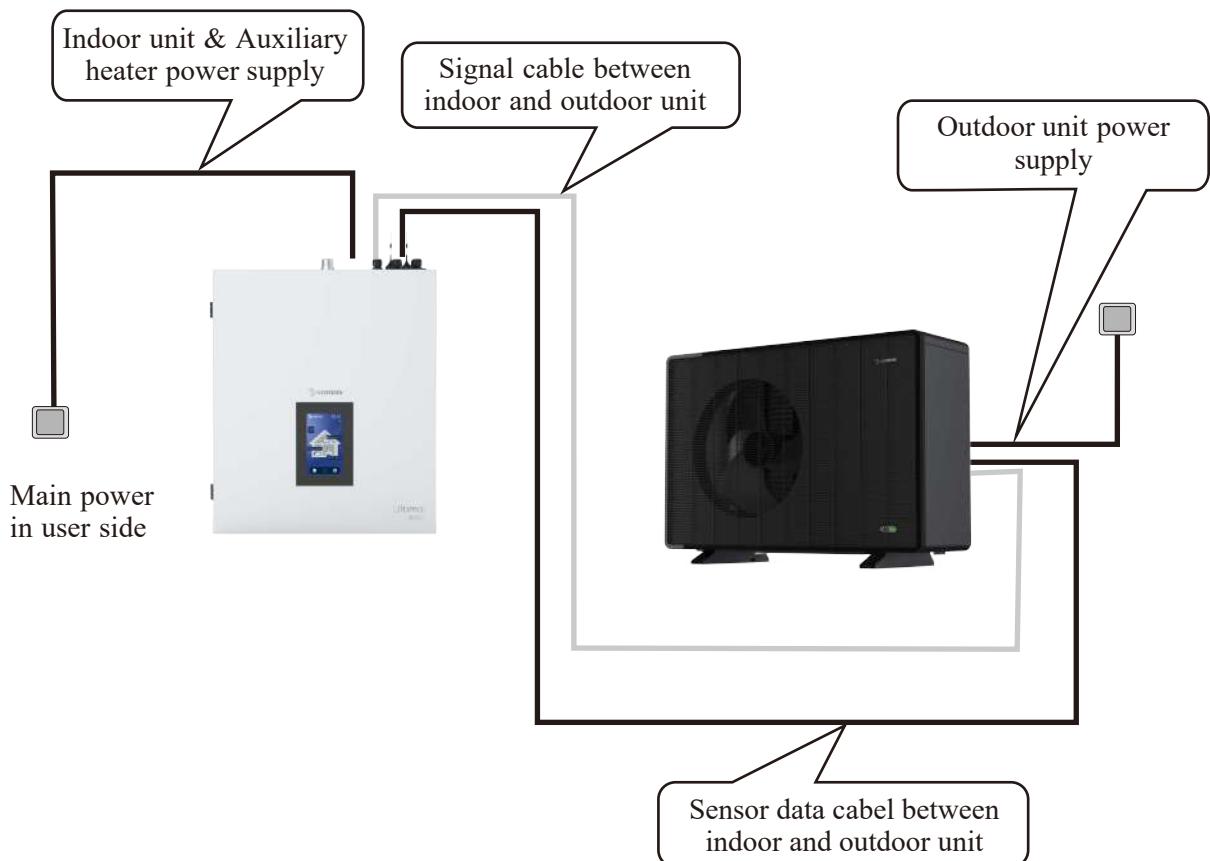 Indoor unit & Auxiliary
heater power supply
Signal cable between
indoor and outdoor unit
Outdoor unit power
supply
Main power
in user side
Sensor data cabel between
indoor and outdoor unit